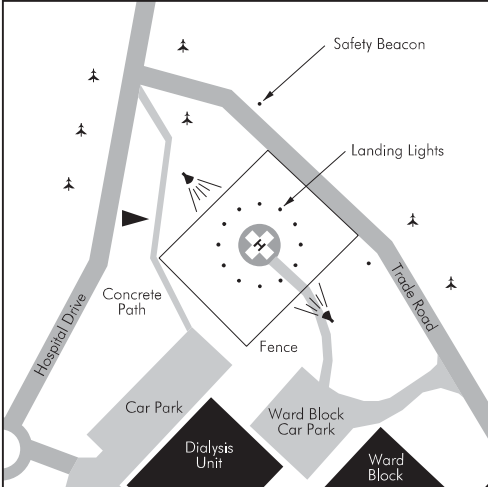 Safety Beacon
Landing Lights
H
Hospital Drive
Concrete
Path
Trade Road
Fence
Car Park
Ward Block
Car Park
Dialysis
Unit
Ward
Block